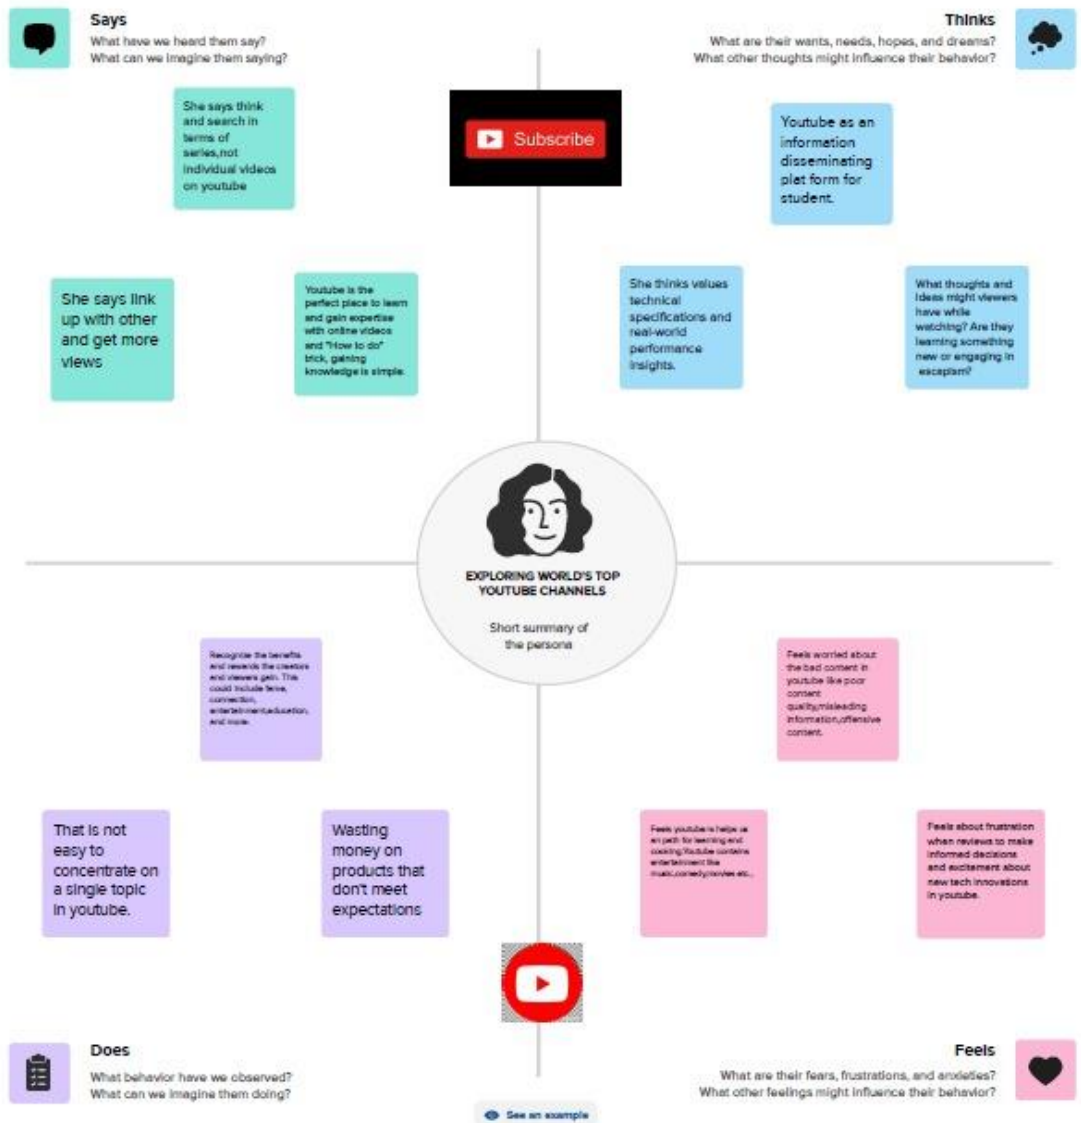 Says
What have we heard them say?
What can we imagine them saying?
Thinks
What are their wants, needs, hopes, and dreams?
What other thoughts might influence their behavior?
She says think
and search in
terms of
series,not
individual videos
on youtube
Subscribe
Youtube as an
information
disseminating
plat form for
student.
She says link
up with other
and get more
views
Youtube is the
perfect place to learn
and gain expertise
with online videos
and "How to do"
trick, gaining
knowledge is simple.
She thinks values
technical
specifications and
real-world
performance
insights.
What thoughts and
ideas might viewers
have while
watching? Are they
learning something
new or engaging in
escapism?
EXPLORING WORLD'S TOP
YOUTUBE CHANNELS
Short summary of
the persona
Recognize the benefits
and rewards the creators
and viewers gain. This
could include fame,
connection,
entertainment,education,
and more.
Feels worried about
the bad content in
youtube like poor
content
quality,misleading
information,offensive
content.
That is not
easy to
concentrate on
a single topic
in youtube.
Wasting
money on
products that
don't meet
expectations
Feels youtube is helps us
an path for learning and
cooking.Youtube contains
entertainment like
music,comedy,movies etc.,
Feels about frustration
when reviews to make
informed decisions
and excitement about
new tech innovations
in youtube.
Does
What behavior have we observed?
What can we imagine them doing?
Feels
What are their fears, frustrations, and anxieties?
What other feelings might influence their behavior?
See an example